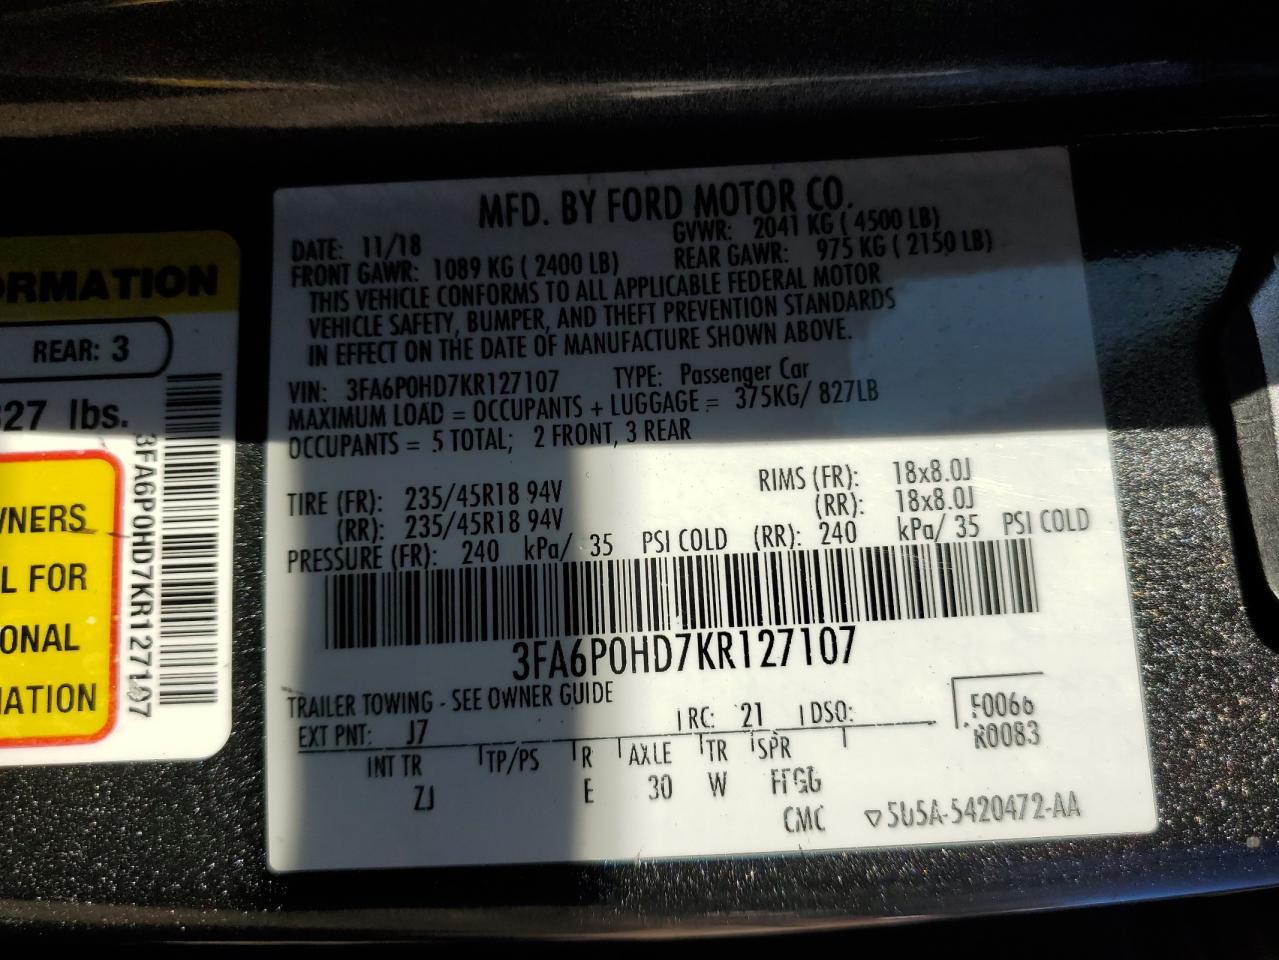 ORMATION
REAR: 3
827 lbs.
WNERS
L FOR
ONAL
MATION
3FA6P0HD7KR127107
MFD. BY FORD MOTOR CO.
DATE: 11/18 GVWR: 2041 KG ( 4500 LB)
FRONT GAWR: 1089 KG ( 2400 LB) REAR GAWR: 975 KG ( 2150 LB)
THIS VEHICLE CONFORMS TO ALL APPLICABLE FEDERAL MOTOR
VEHICLE SAFETY, BUMPER, AND THEFT PREVENTION STANDARDS
IN EFFECT ON THE DATE OF MANUFACTURE SHOWN ABOVE.
VIN: 3FA6P0HD7KR127107 TYPE: Passenger Car
MAXIMUM LOAD = OCCUPANTS + LUGGAGE = 375KG/ 827LB
OCCUPANTS = 5 TOTAL; 2 FRONT, 3 REAR
TIRE (FR): 235/45R18 94V RIMS (FR): 18x8.0J
(RR): 235/45R18 94V (RR): 18x8.0J
PRESSURE (FR): 240 kPa/ 35 PSI COLD (RR): 240 kPa/ 35 PSI COLD
3FA6P0HD7KR127107
TRAILER TOWING - SEE OWNER GUIDE
EXT PNT: J7 RC: 21 DSO: F0066
R0083
INT TR TP/PS R AXLE TR SPR
ZJ E 30 W FFGG
CMC ▽5U5A-5420472-AA